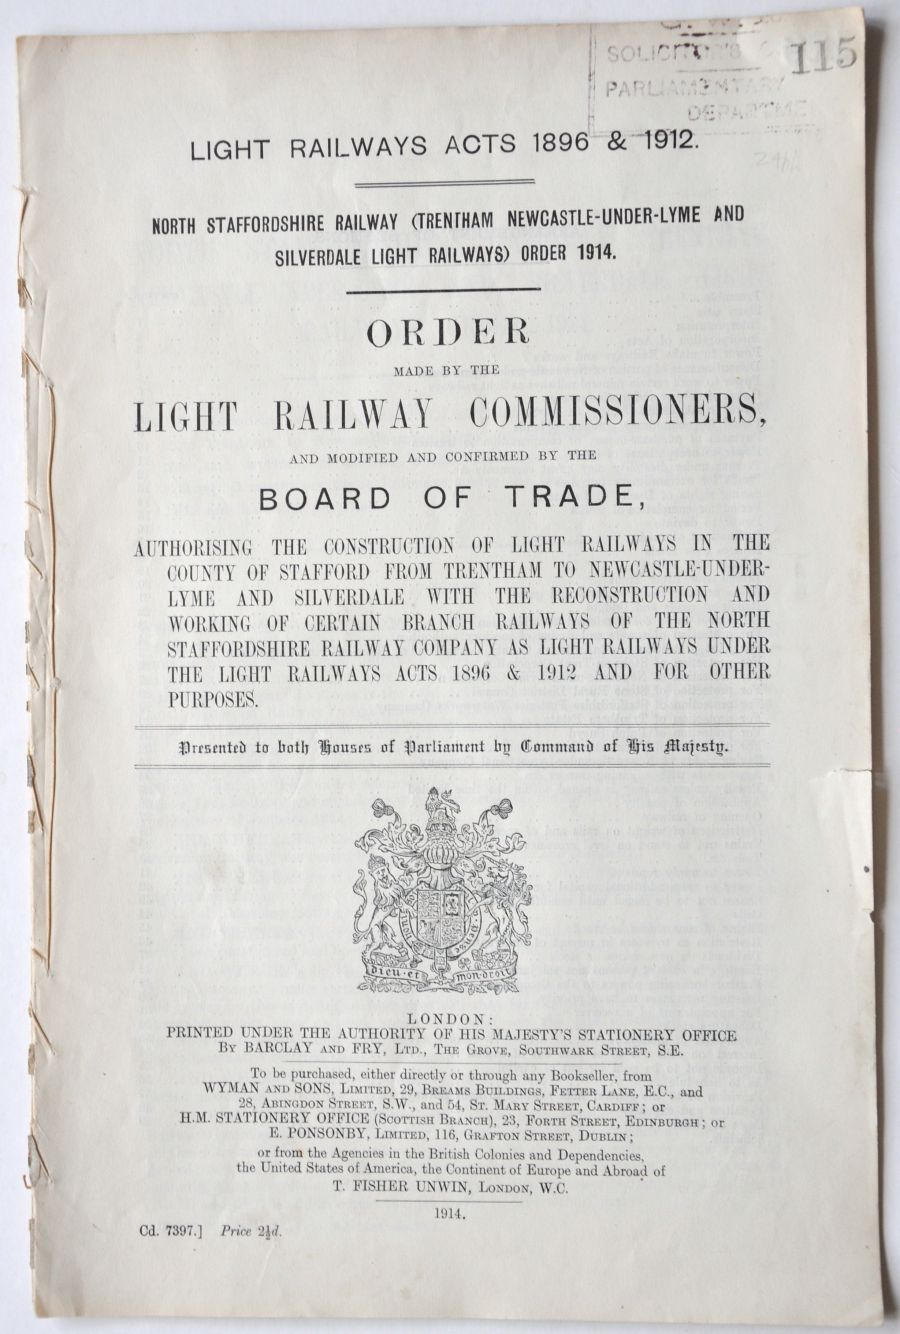 SOLICITOR'S
115
PARLIAMENTARY
DEPARTME
LIGHT RAILWAYS ACTS 1896 & 1912.
NORTH STAFFORDSHIRE RAILWAY (TRENTHAM NEWCASTLE-UNDER-LYME AND
SILVERDALE LIGHT RAILWAYS) ORDER 1914.
ORDER
MADE BY THE
LIGHT RAILWAY COMMISSIONERS,
AND MODIFIED AND CONFIRMED BY THE
BOARD OF TRADE,
AUTHORISING THE CONSTRUCTION OF LIGHT RAILWAYS IN THE
COUNTY OF STAFFORD FROM TRENTHAM TO NEWCASTLE-UNDER-
LYME AND SILVERDALE WITH THE RECONSTRUCTION AND
WORKING OF CERTAIN BRANCH RAILWAYS OF THE NORTH
STAFFORDSHIRE RAILWAY COMPANY AS LIGHT RAILWAYS UNDER
THE LIGHT RAILWAYS ACTS 1896 & 1912 AND FOR OTHER
PURPOSES.
Presented to both Houses of Parliament by Command of His Majesty.
dieu et mon droit
LONDON:
PRINTED UNDER THE AUTHORITY OF HIS MAJESTY'S STATIONERY OFFICE
BY BARCLAY AND FRY, LTD., THE GROVE, SOUTHWARK STREET, S.E.
To be purchased, either directly or through any Bookseller, from
WYMAN AND SONS, LIMITED, 29, BREAMS BUILDINGS, FETTER LANE, E.C., and
28, ABINGDON STREET, S.W., and 54, ST. MARY STREET, CARDIFF; or
H.M. STATIONERY OFFICE (SCOTTISH BRANCH), 23, FORTH STREET, EDINBURGH; or
E. PONSONBY, LIMITED, 116, GRAFTON STREET, DUBLIN;
or from the Agencies in the British Colonies and Dependencies,
the United States of America, the Continent of Europe and Abroad of
T. FISHER UNWIN, LONDON, W.C.
1914.
Cd. 7397.] Price 2½d.